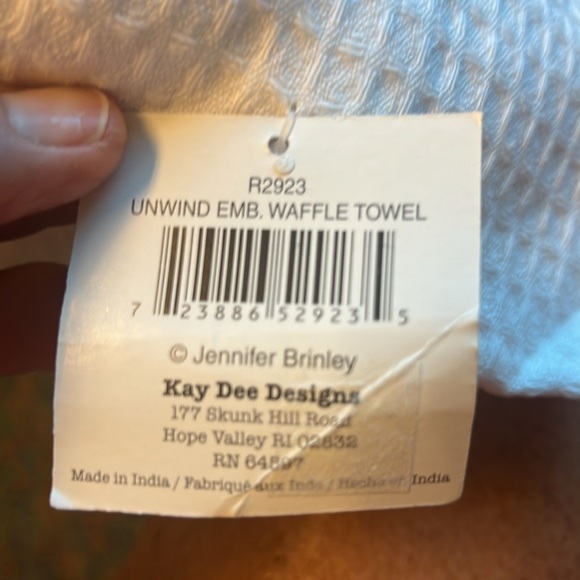 R2923
UNWIND EMB. WAFFLE TOWEL
7 23886 52923 5
© Jennifer Brinley
Kay Dee Designs
177 Skunk Hill Road
Hope Valley RI 02832
RN 64597
Made in India / Fabriqué aux Inde / Hecho en India